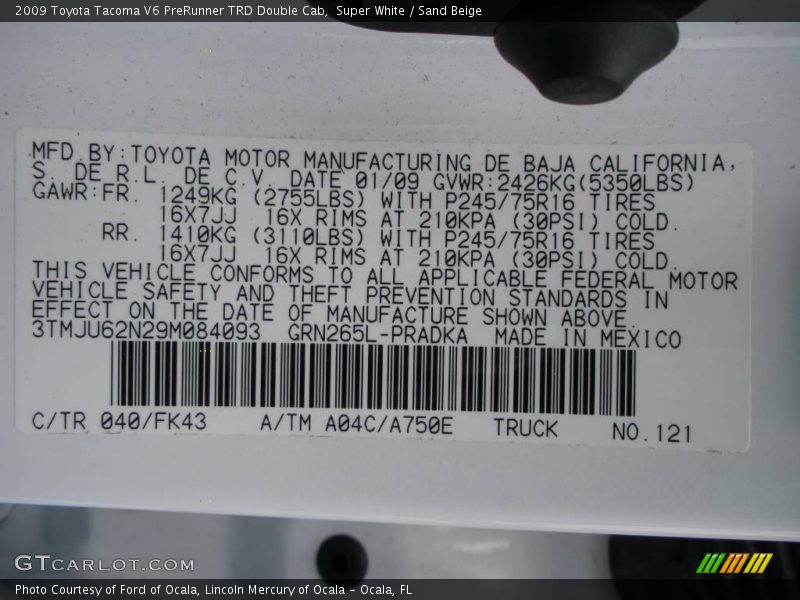 2009 Toyota Tacoma V6 PreRunner TRD Double Cab, Super White / Sand Beige
MFD.BY:TOYOTA MOTOR MANUFACTURING DE BAJA CALIFORNIA,
S. DE R.L. DE C.V. DATE 01/09 GVWR:2426KG(5350LBS)
GAWR:FR. 1249KG (2755LBS) WITH P245/75R16 TIRES
16X7JJ 16X RIMS AT 210KPA (30PSI) COLD.
RR. 1410KG (3110LBS) WITH P245/75R16 TIRES
16X7JJ 16X RIMS AT 210KPA (30PSI) COLD.
THIS VEHICLE CONFORMS TO ALL APPLICABLE FEDERAL MOTOR
VEHICLE SAFETY AND THEFT PREVENTION STANDARDS IN
EFFECT ON THE DATE OF MANUFACTURE SHOWN ABOVE.
3TMJU62N29M084093 GRN265L-PRADKA MADE IN MEXICO
C/TR 040/FK43 A/TM A04C/A750E TRUCK NO.121
GTCARLOT.COM
Photo Courtesy of Ford of Ocala, Lincoln Mercury of Ocala - Ocala, FL